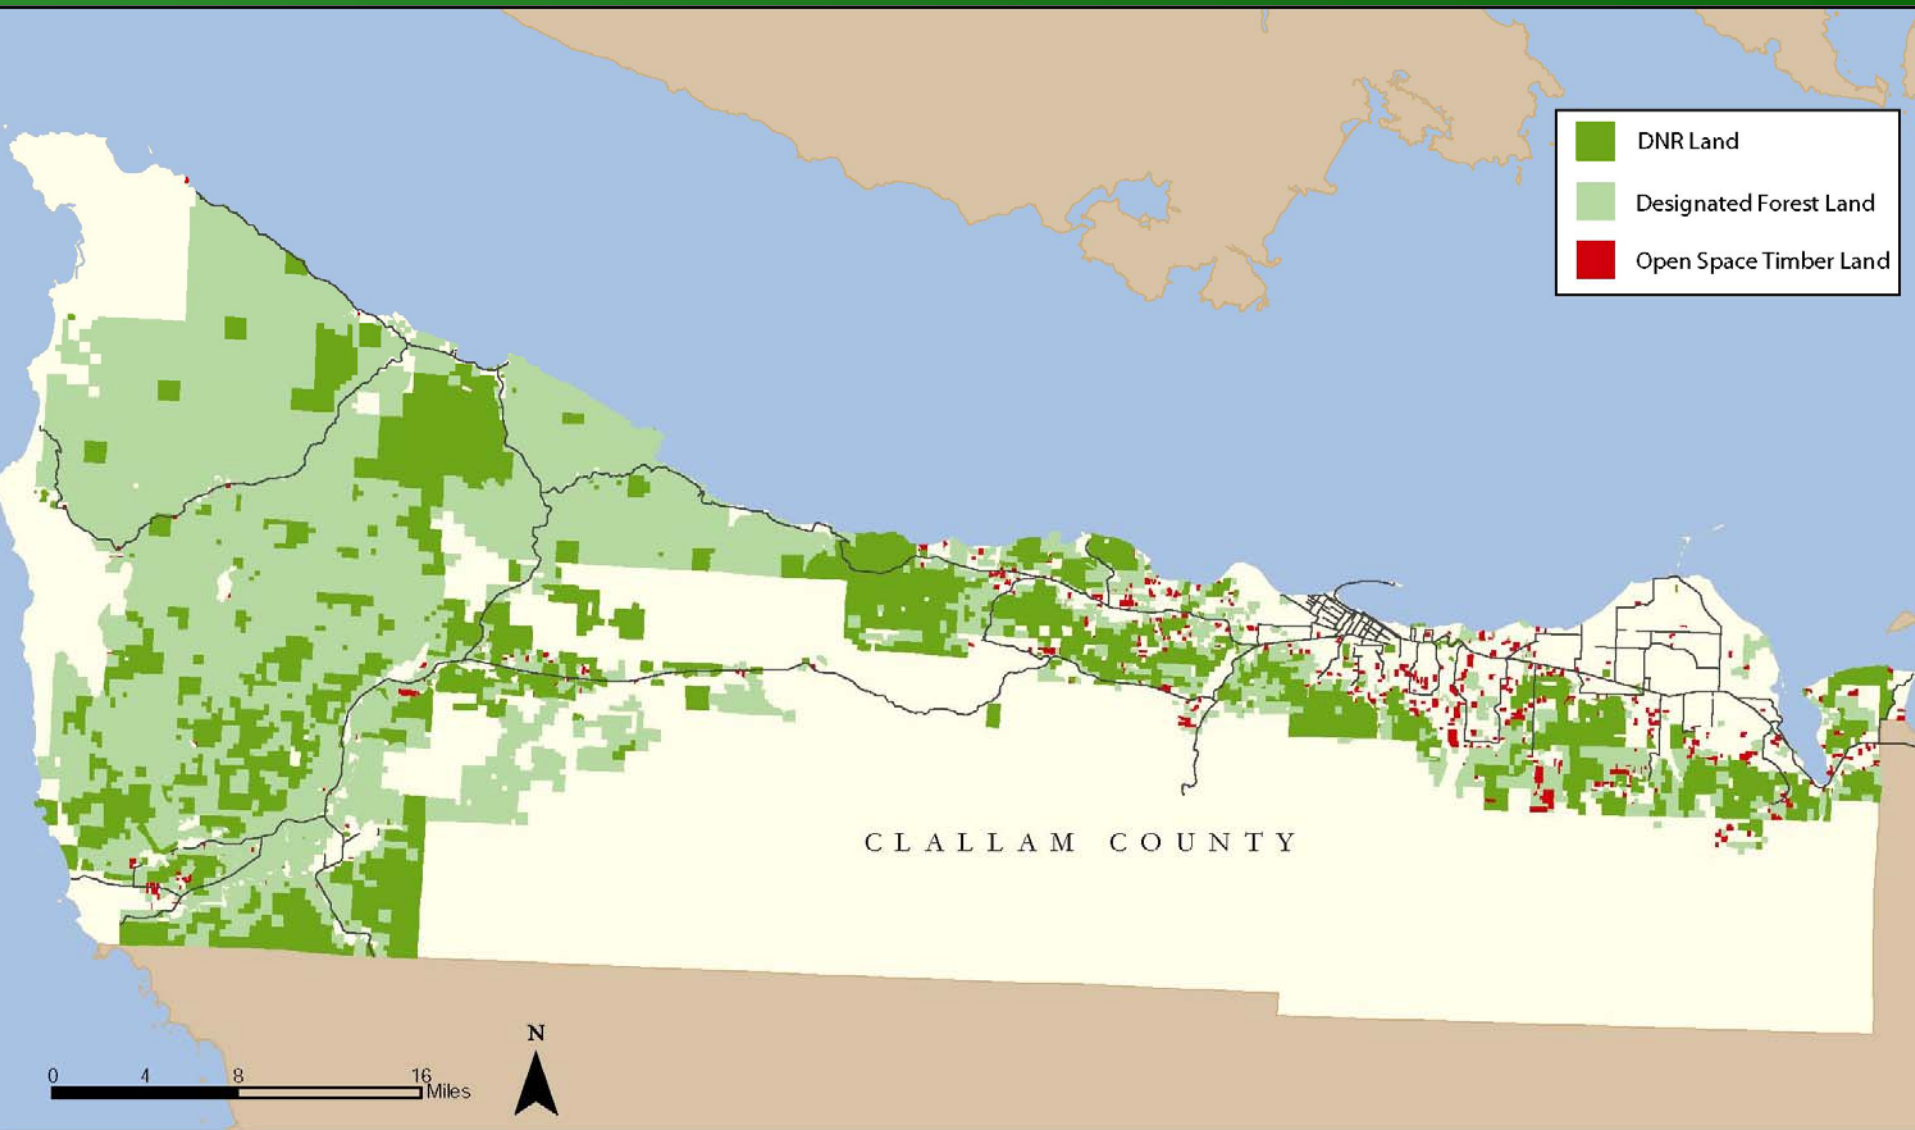 DNR Land
Designated Forest Land
Open Space Timber Land
CLALLAM COUNTY
N
0 4 8 16
Miles